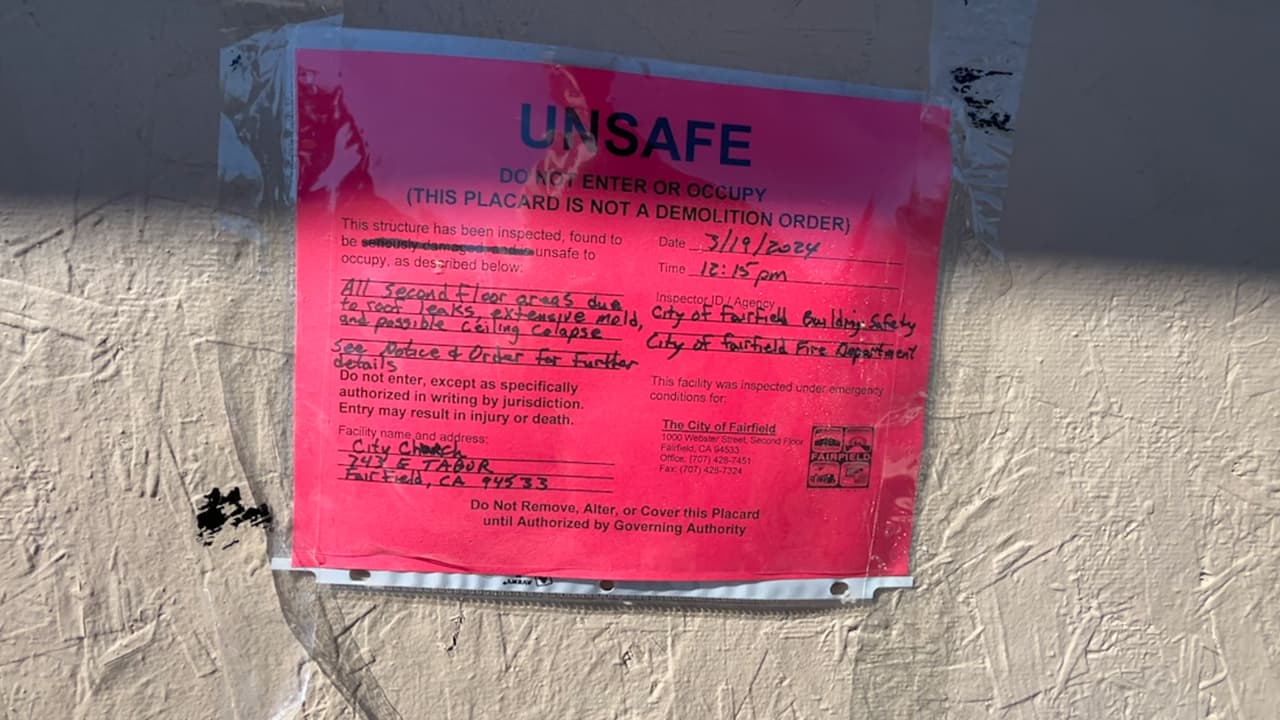 UNSAFE
DO NOT ENTER OR OCCUPY
(THIS PLACARD IS NOT A DEMOLITION ORDER)
This structure has been inspected, found to
be seriously damaged and is unsafe to
occupy, as described below:
All Second Floor areas due
to roof leaks, extensive mold,
and possible ceiling colapse
See Notice & Order for further
details
Do not enter, except as specifically
authorized in writing by jurisdiction.
Entry may result in injury or death.
Facility name and address:
City Church
Fairfield, CA 94533
Date 3/19/2024
Time 12:15pm
Inspector ID / Agency
City of Fairfield Building Safety
City of fairfield Fire Department
This facility was inspected under emergency
conditions for:
The City of Fairfield
1000 Webster Street, Second Floor
Fairfield, CA 94533
Office: (707) 428-7451
Fax: (707) 428-7324
FAIRFIELD
Do Not Remove, Alter, or Cover this Placard
until Authorized by Governing Authority
AVERY